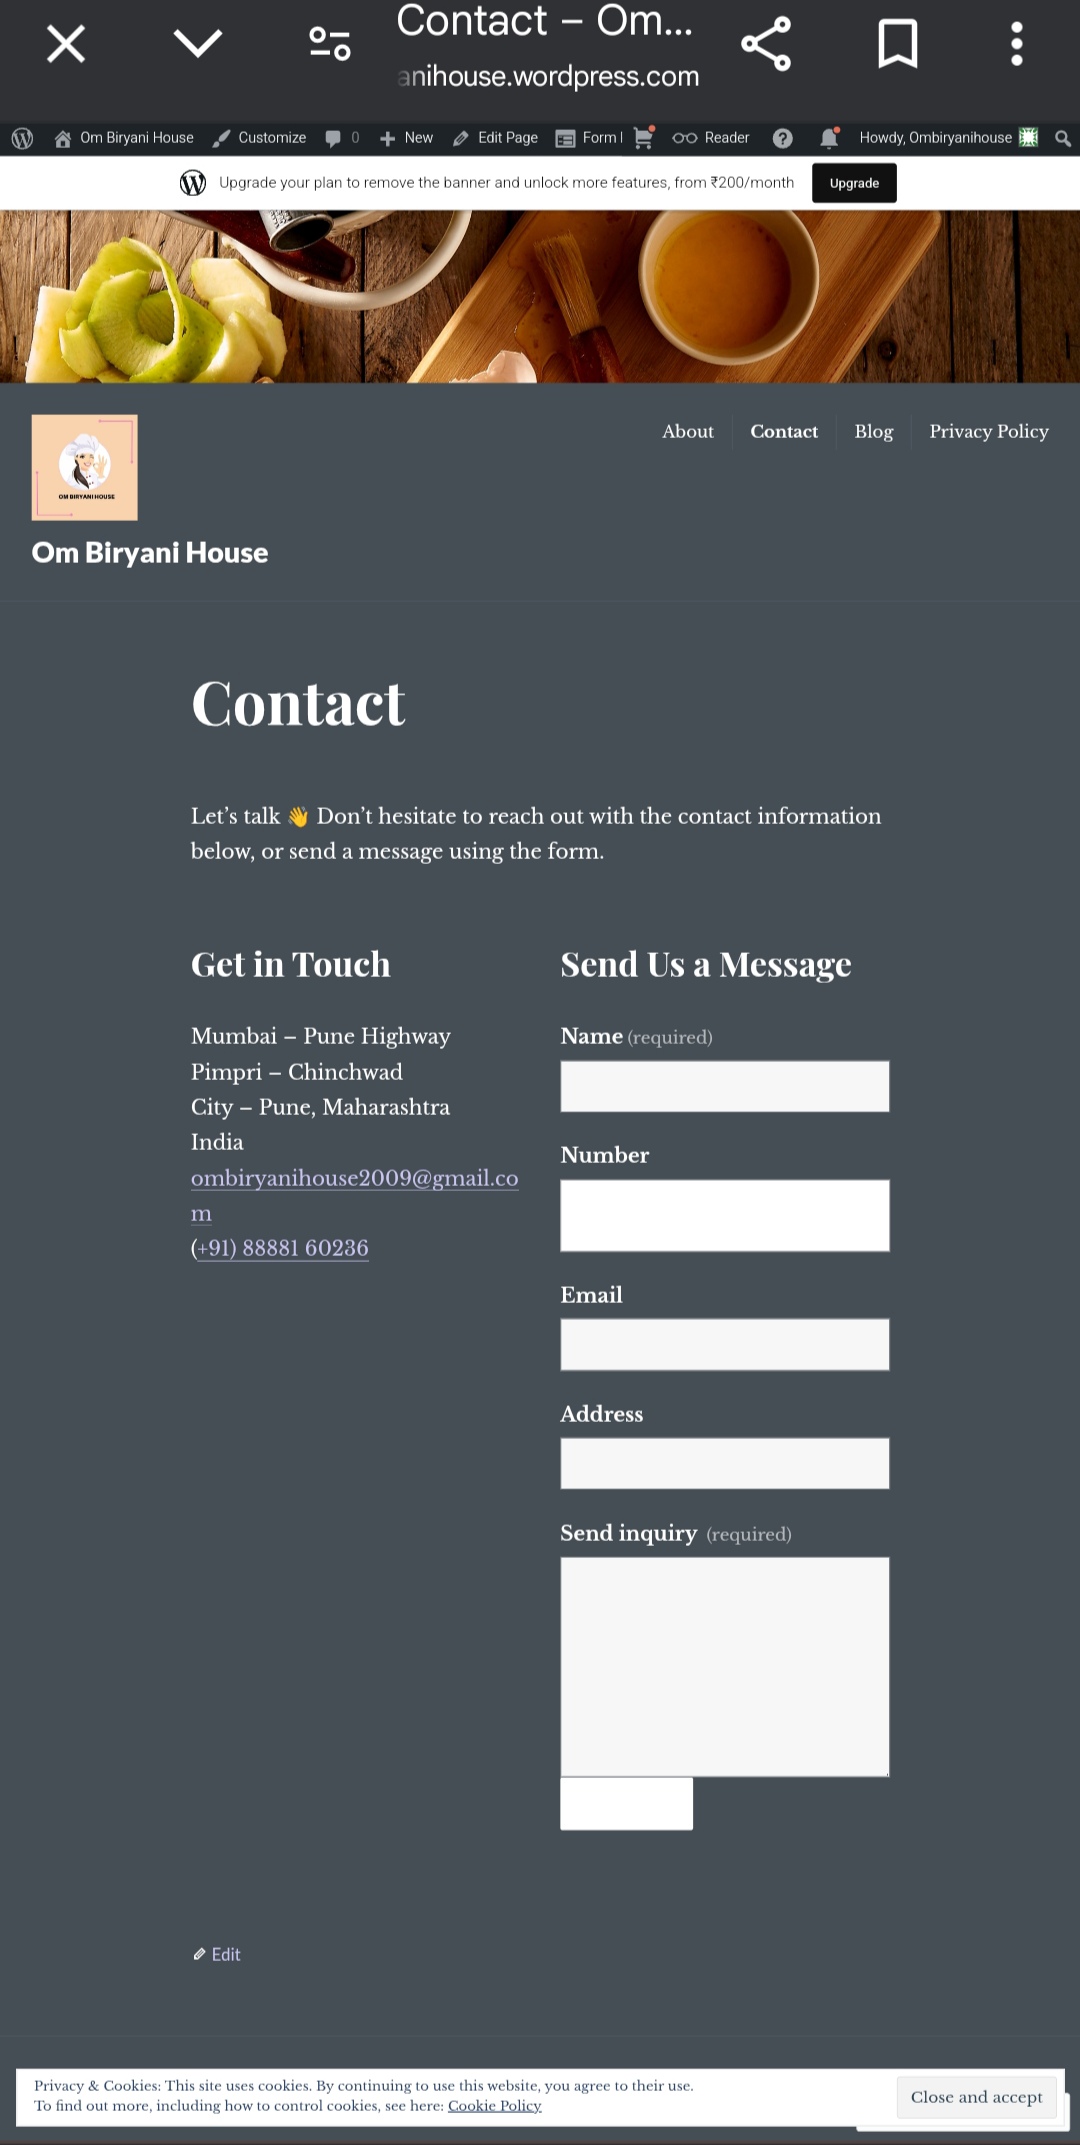 Contact – Om...
anihouse.wordpress.com
Om Biryani House Customize 0 New Edit Page Form Reader Howdy, Ombiryanihouse
Upgrade your plan to remove the banner and unlock more features, from ₹200/month Upgrade
OM BIRYANI HOUSE
About Contact Blog Privacy Policy
Om Biryani House
Contact
Let’s talk 👋 Don’t hesitate to reach out with the contact information
below, or send a message using the form.
Get in Touch
Mumbai – Pune Highway
Pimpri – Chinchwad
City – Pune, Maharashtra
India
ombiryanihouse2009@gmail.co
m
(+91) 88881 60236
Send Us a Message
Name (required)
Number
Email
Address
Send inquiry (required)
Edit
Privacy & Cookies: This site uses cookies. By continuing to use this website, you agree to their use.
To find out more, including how to control cookies, see here: Cookie Policy
Close and accept